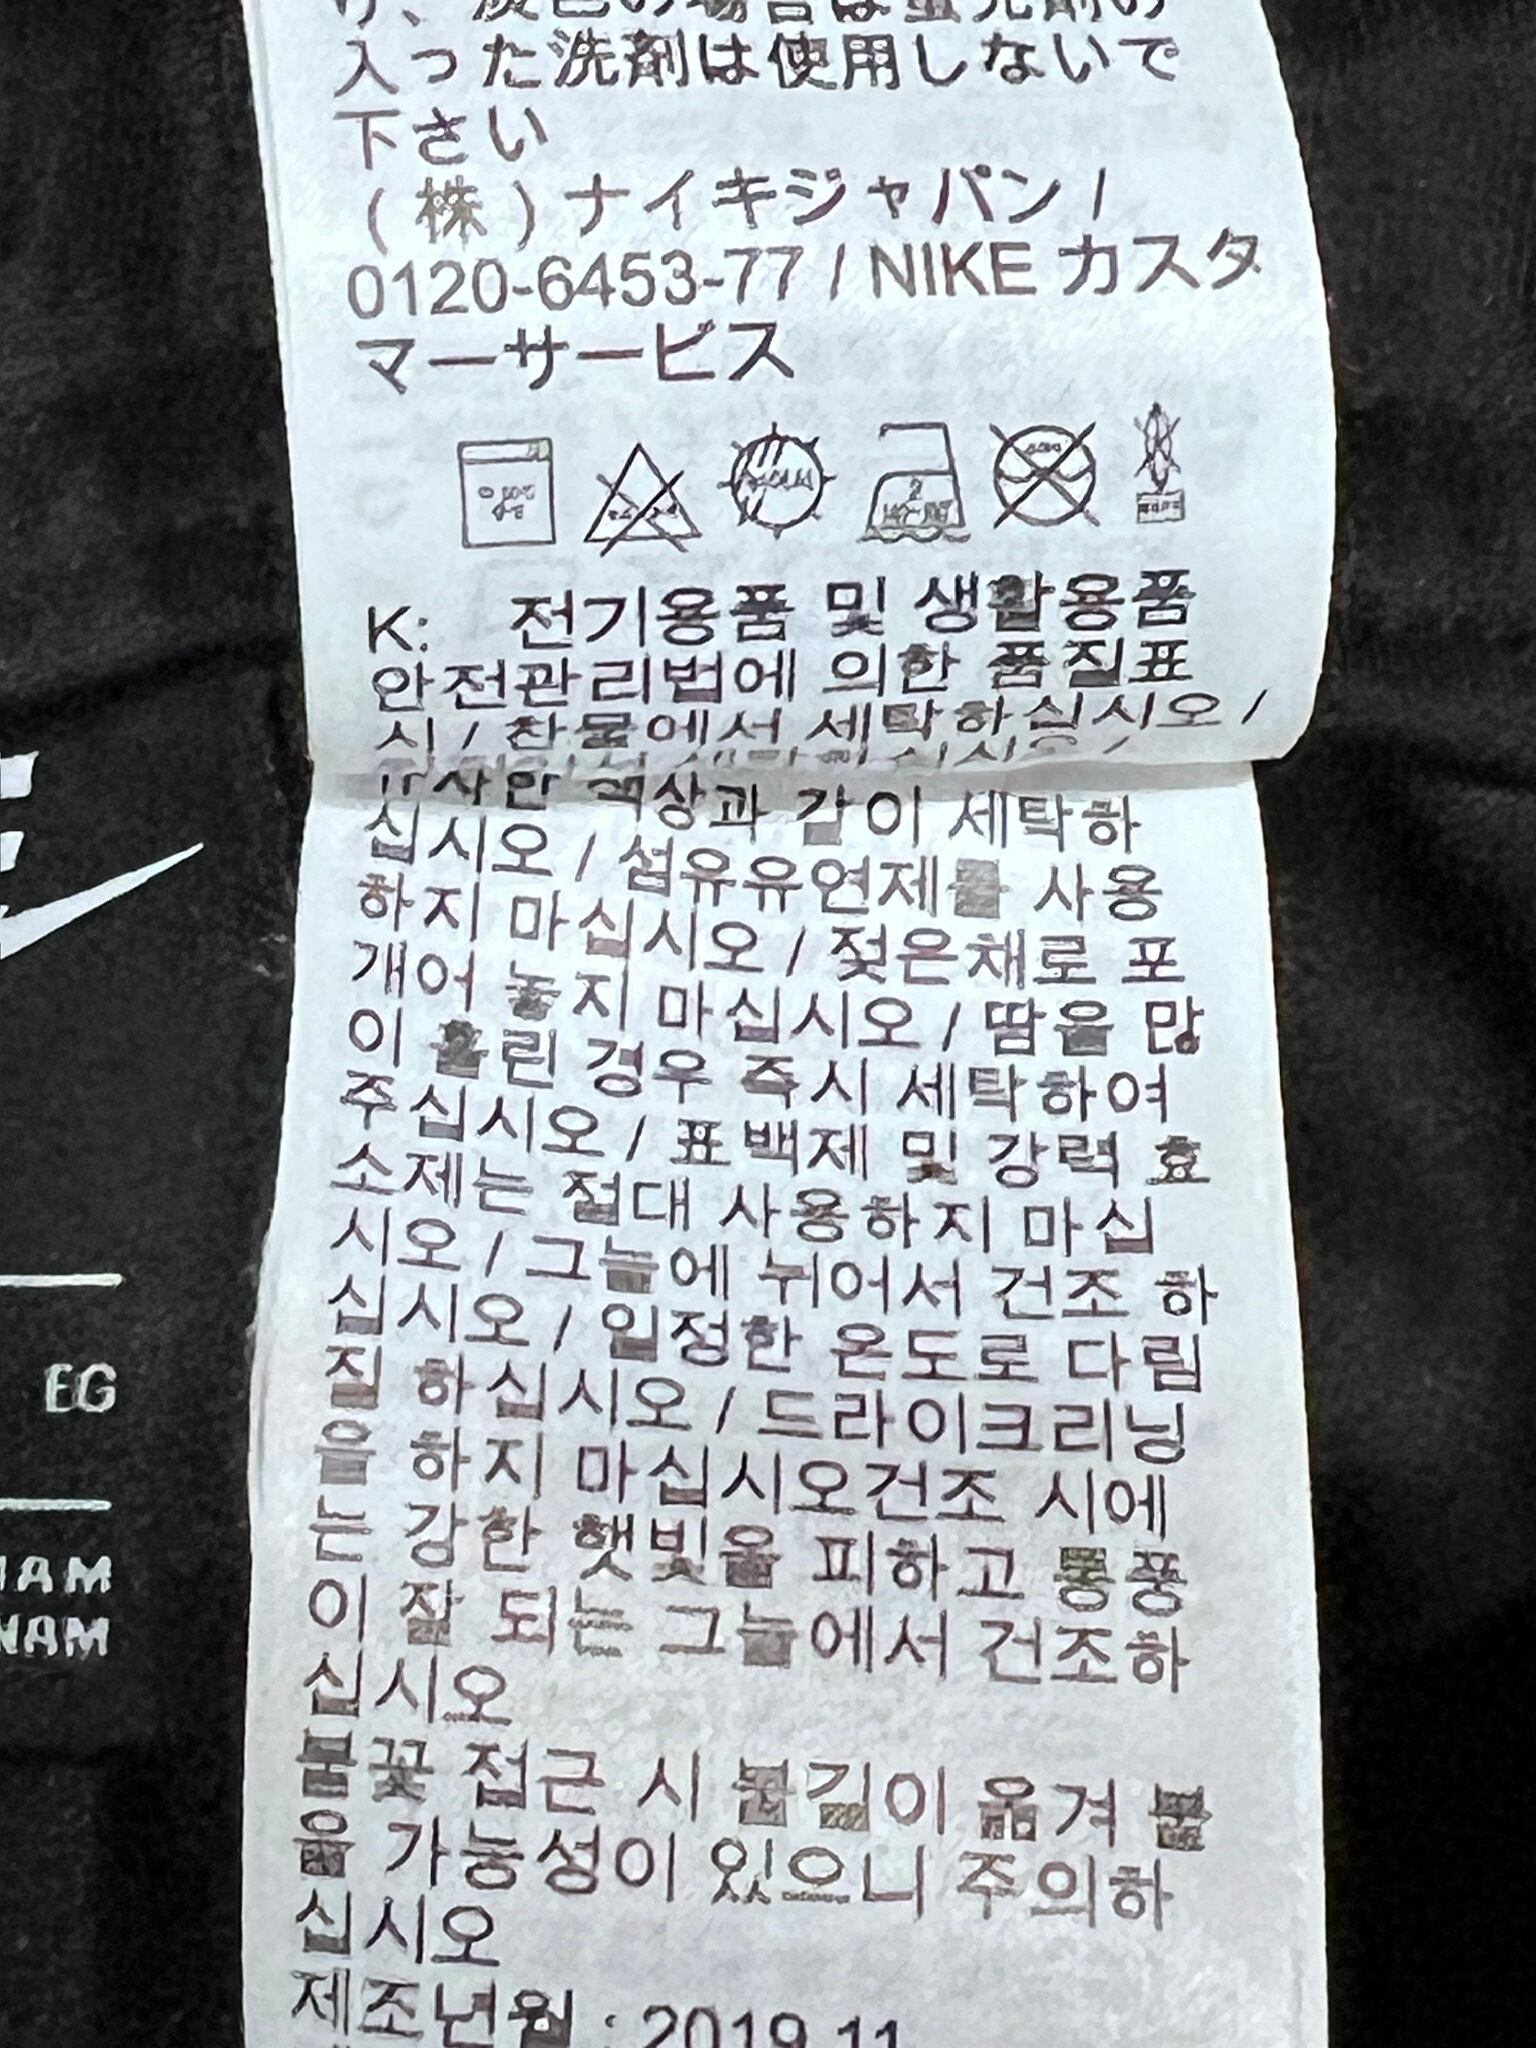 入った洗剤は使用しないで
下さい
(株)ナイキジャパン/
0120-6453-77 / NIKE カスタ
マーサービス
K: 전기용품 및 생활용품
안전관리법에 의한 품질표
시 / 찬물에서 세탁하십시오 /
색상과 같이 세탁하
십시오 / 섬유유연제를 사용
하지 마십시오 / 젖은채로 포
개어 놓지 마십시오 / 땀을 많
이 흘린 경우 즉시 세탁하여
주십시오 / 표백제 및 강력 효
소제는 절대 사용하지 마십
시오 / 그늘에 뉘어서 건조 하
십시오 / 일정한 온도로 다림
질 하십시오 / 드라이크리닝
을 하지 마십시오건조 시에
는 강한 햇빛을 피하고 통풍
이 잘 되는 그늘에서 건조하
십시오
불꽃 접근 시 불길이 옮겨 붙
을 가능성이 있으니 주의하
십시오
제조년월 : 2019.11
EG
NAM